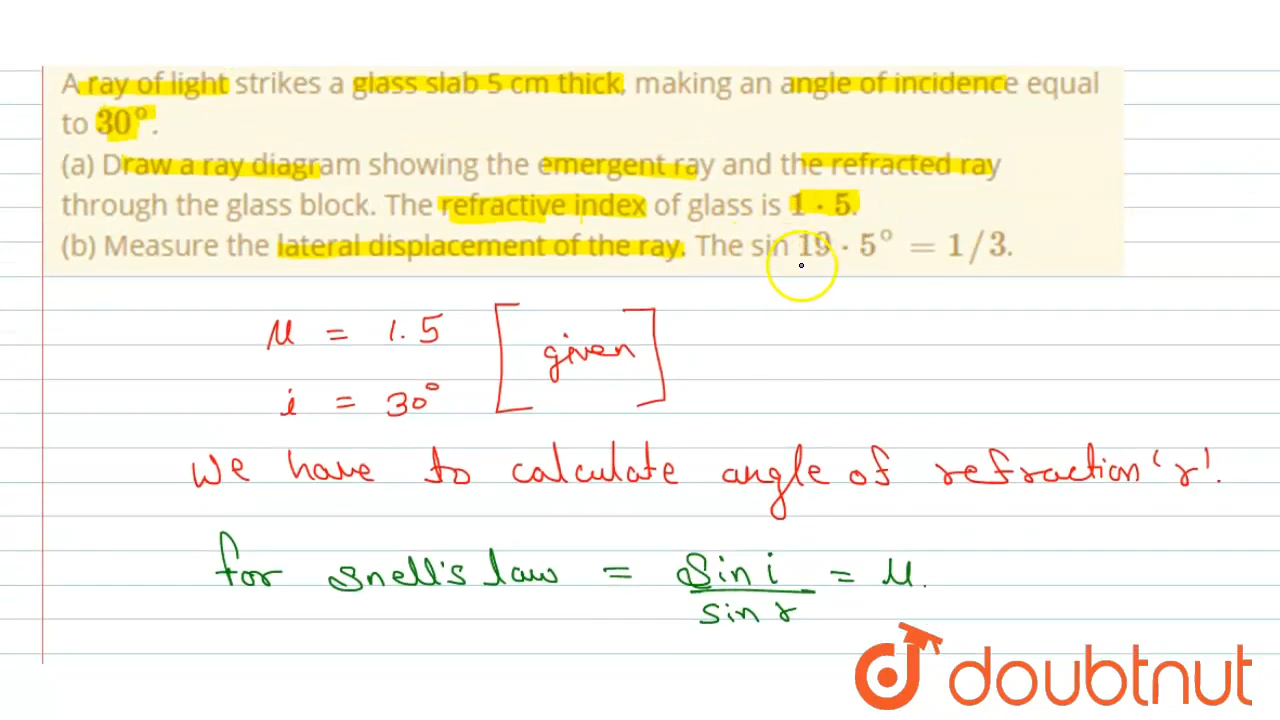 A ray of light strikes a glass slab 5 cm thick, making an angle of incidence equal
to 30°.
(a) Draw a ray diagram showing the emergent ray and the refracted ray
through the glass block. The refractive index of glass is 1 · 5.
(b) Measure the lateral displacement of the ray. The sin 19 · 5° = 1/3.
μ = 1.5 [given]
i = 30°
We have to calculate angle of refraction 'r'.
for snell's law = sin i / sin r = μ.
doubtnut